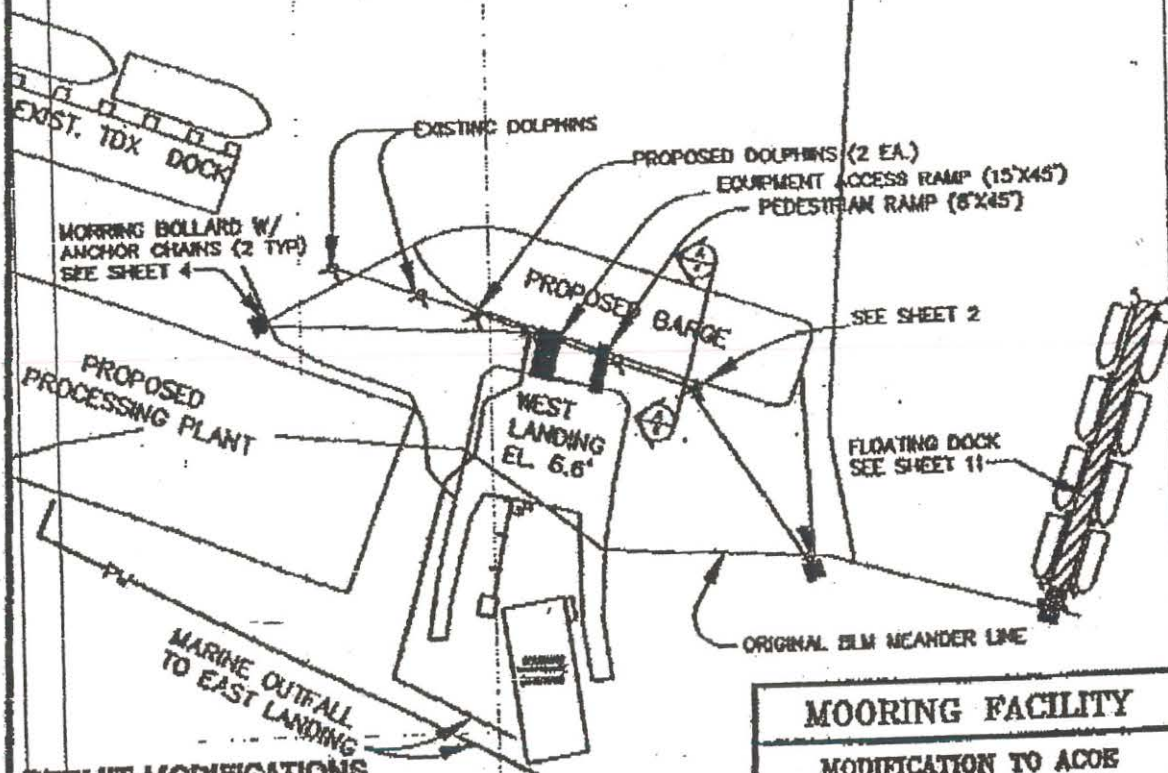 EXIST. TDX DOCK
EXISTING DOLPHINS
PROPOSED DOLPHINS (2 EA.)
EQUIPMENT ACCESS RAMP (15'X45')
PEDESTRIAN RAMP (8'X45')
MORRING BOLLARD W/
ANCHOR CHAINS (2 TYP)
SEE SHEET 4
PROPOSED BARGE
A
SEE SHEET 2
PROPOSED
PROCESSING PLANT
WEST
LANDING
EL. 6.6'
A
FLOATING DOCK
SEE SHEET 11
PW
MARINE OUTFALL
TO EAST LANDING
ORIGINAL BLM MEANDER LINE
MOORING FACILITY
MODIFICATION TO ACOE
MODIFICATIONS